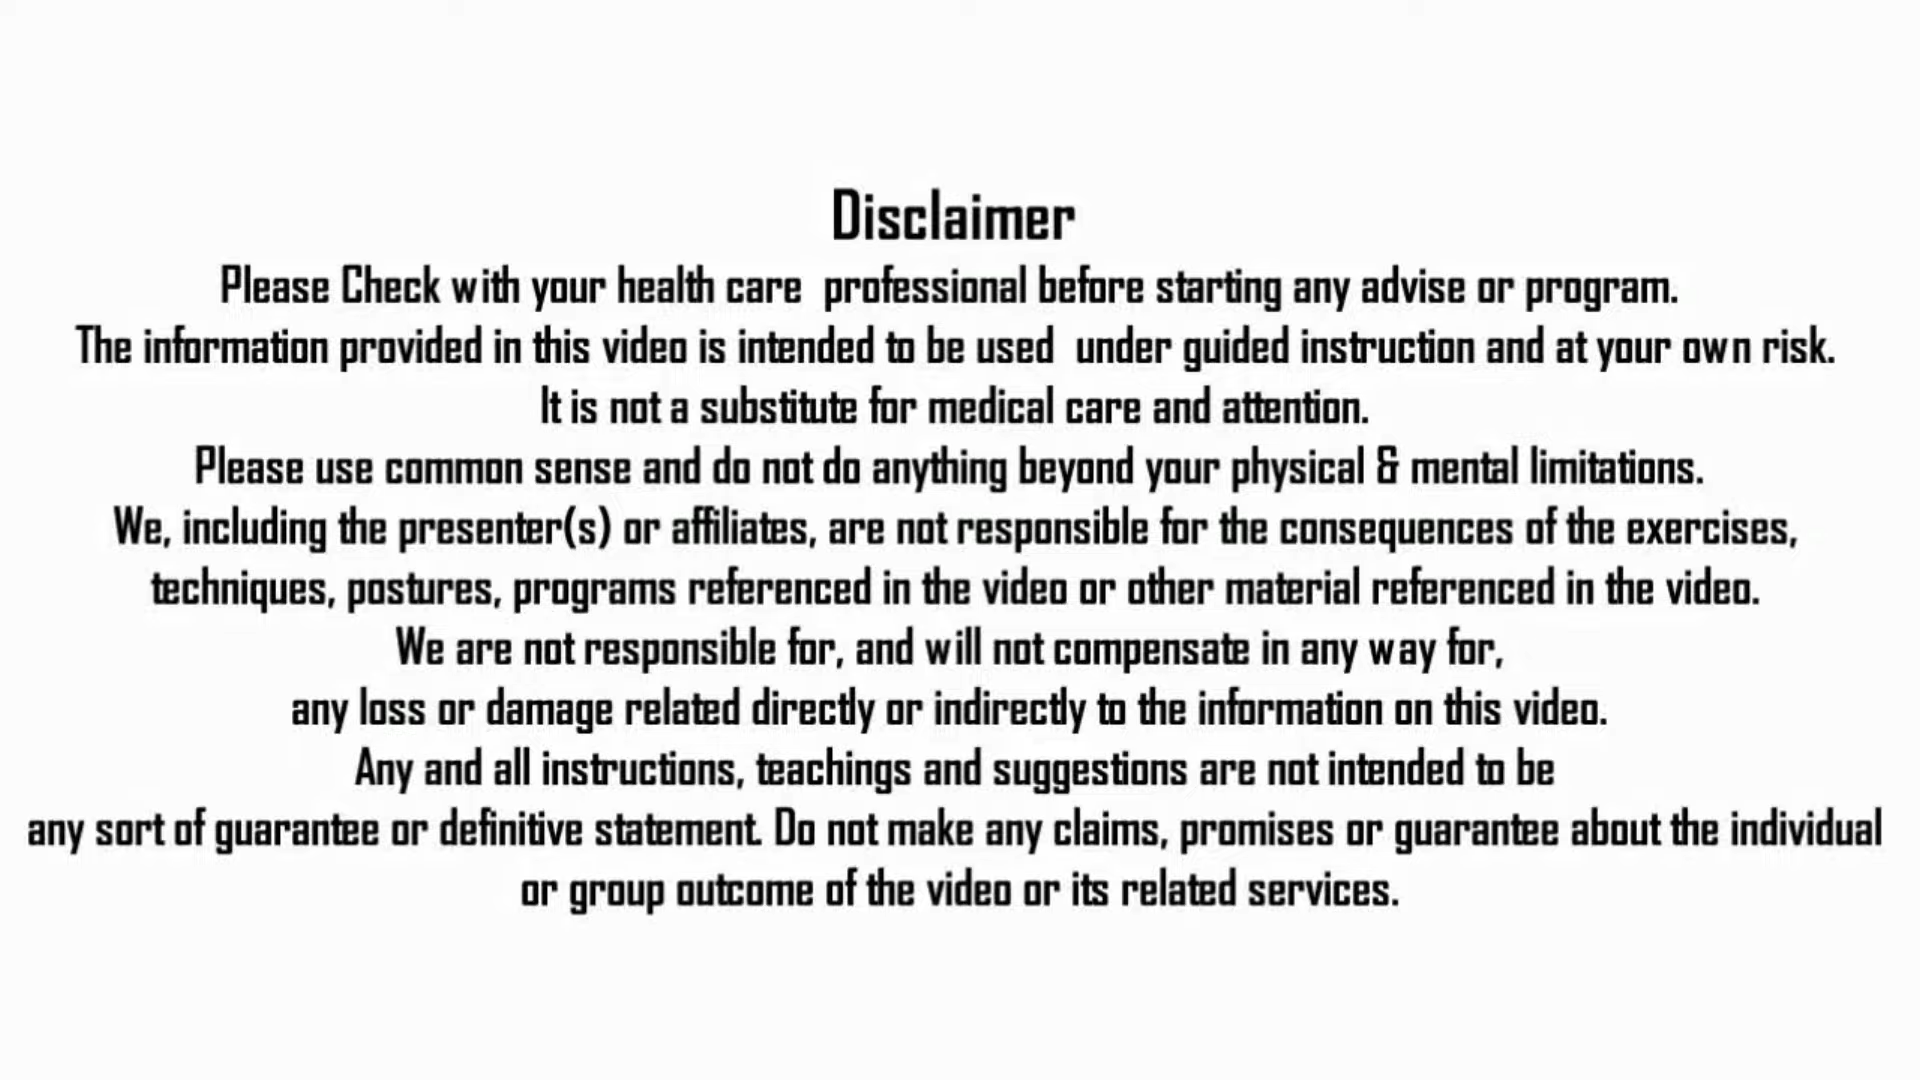 Disclaimer
Please Check with your health care professional before starting any advise or program.
The information provided in this video is intended to be used under guided instruction and at your own risk.
It is not a substitute for medical care and attention.
Please use common sense and do not do anything beyond your physical & mental limitations.
We, including the presenter(s) or affiliates, are not responsible for the consequences of the exercises,
techniques, postures, programs referenced in the video or other material referenced in the video.
We are not responsible for, and will not compensate in any way for,
any loss or damage related directly or indirectly to the information on this video.
Any and all instructions, teachings and suggestions are not intended to be
any sort of guarantee or definitive statement. Do not make any claims, promises or guarantee about the individual
or group outcome of the video or its related services.